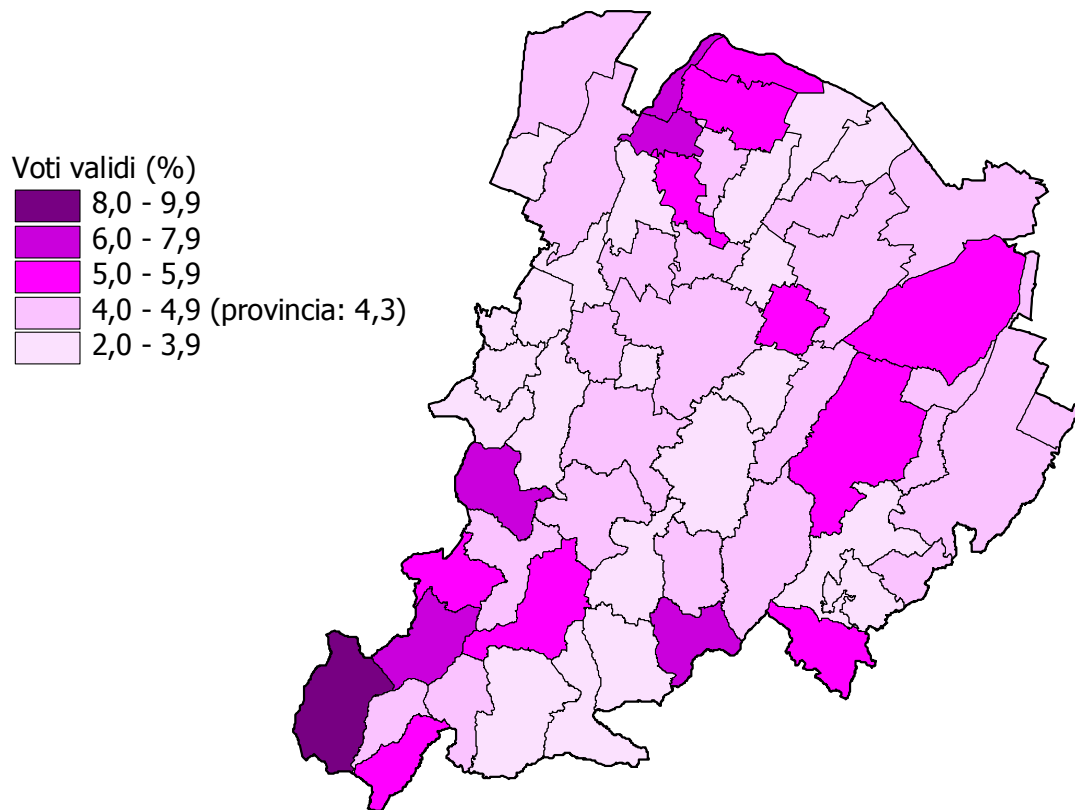 Voti validi (%)
8,0 - 9,9
6,0 - 7,9
5,0 - 5,9
4,0 - 4,9 (provincia: 4,3)
2,0 - 3,9